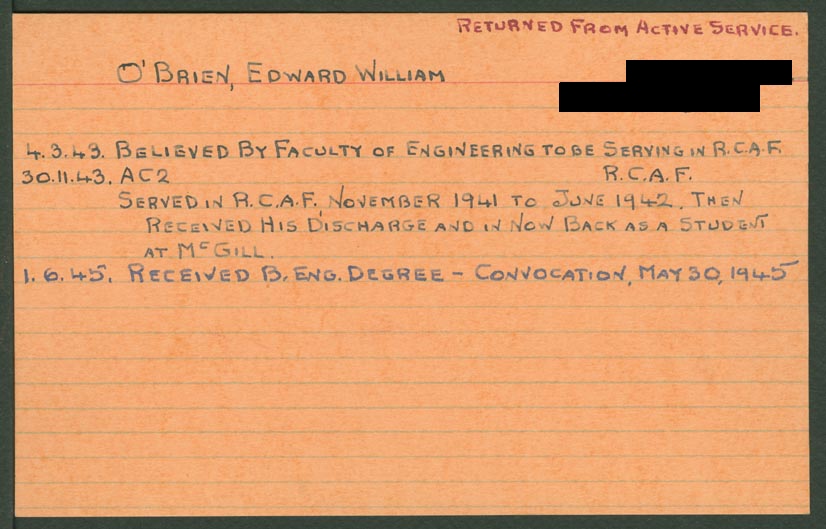 RETURNED FROM ACTIVE SERVICE.
O'BRIEN, EDWARD WILLIAM
4.3.43. BELIEVED BY FACULTY OF ENGINEERING TO BE SERVING IN R.C.A.F.
30.11.43. AC2 R.C.A.F.
SERVED IN R.C.A.F. NOVEMBER 1941 TO JUNE 1942. THEN
RECEIVED HIS DISCHARGE AND IN NOW BACK AS A STUDENT
AT McGILL.
1.6.45. RECEIVED B. ENG. DEGREE - CONVOCATION, MAY 30, 1945